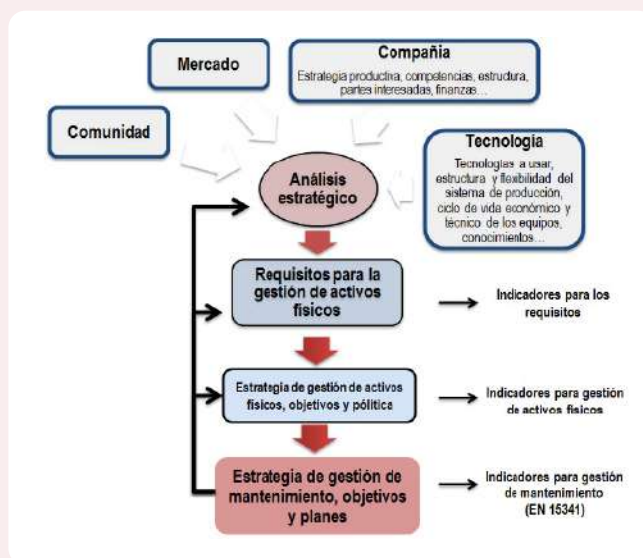 Mercado
Compañia
Estrategia productiva, competencias, estructura,
partes interesadas, finanzas…
Comunidad
Tecnología
Tecnologías a usar,
estructura y flexibilidad del
sistema de producción,
ciclo de vida económico y
técnico de los equipos,
conocimientos…
Análisis
estratégico
Requisitos para la
gestión de activos
físicos
Indicadores para los
requisitos
Estrategia de gestión de activos
físicos, objetivos y pólitica
Indicadores para gestión
de activos físicos
Estrategia de gestión de
mantenimiento, objetivos
y planes
Indicadores para gestión
de mantenimiento
(EN 15341)